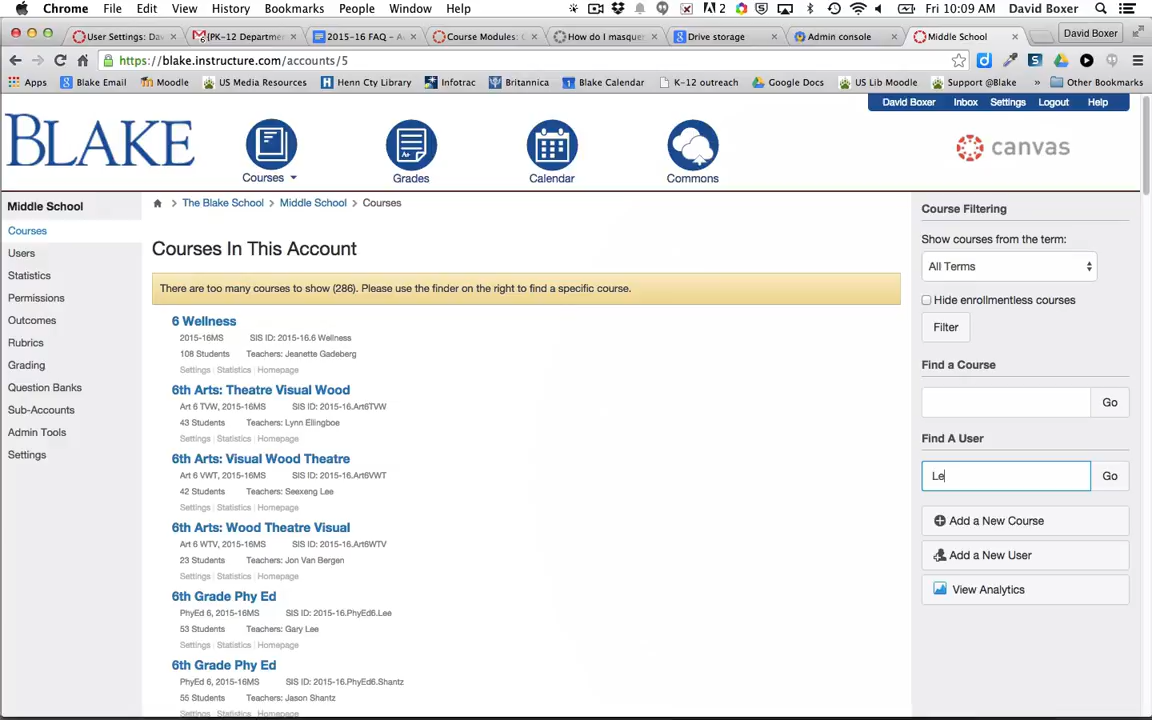 Chrome File Edit View History Bookmarks People Window Help 2 Fri 10:09 AM David Boxer
User Settings: Da
[PK-12 Departme
2015-16 FAQ – A
Course Modules:
How do I masque
Drive storage
Admin console
Middle School
David Boxer
https://blake.instructure.com/accounts/5
Apps Blake Email Moodle US Media Resources Henn Cty Library Infotrac Britannica Blake Calendar K-12 outreach Google Docs US Lib Moodle Support @Blake » Other Bookmarks
David Boxer Inbox Settings Logout Help
BLAKE
Courses
Grades
Calendar
Commons
canvas
Middle School
Courses
Users
Statistics
Permissions
Outcomes
Rubrics
Grading
Question Banks
Sub-Accounts
Admin Tools
Settings
The Blake School > Middle School > Courses
Courses In This Account
There are too many courses to show (286). Please use the finder on the right to find a specific course.
6 Wellness
2015-16MS SIS ID: 2015-16.6 Wellness
108 Students Teachers: Jeanette Gadeberg
Settings Statistics Homepage
6th Arts: Theatre Visual Wood
Art 6 TVW, 2015-16MS SIS ID: 2015-16.Art6TVW
43 Students Teachers: Lynn Ellingboe
Settings Statistics Homepage
6th Arts: Visual Wood Theatre
Art 6 VWT, 2015-16MS SIS ID: 2015-16.Art6VWT
42 Students Teachers: Seexeng Lee
Settings Statistics Homepage
6th Arts: Wood Theatre Visual
Art 6 WTV, 2015-16MS SIS ID: 2015-16.Art6WTV
23 Students Teachers: Jon Van Bergen
Settings Statistics Homepage
6th Grade Phy Ed
PhyEd 6, 2015-16MS SIS ID: 2015-16.PhyEd6.Lee
53 Students Teachers: Gary Lee
Settings Statistics Homepage
6th Grade Phy Ed
PhyEd 6, 2015-16MS SIS ID: 2015-16.PhyEd6.Shantz
55 Students Teachers: Jason Shantz
Settings Statistics Homepage
Course Filtering
Show courses from the term:
All Terms
Hide enrollmentless courses
Filter
Find a Course
Go
Find A User
Le
Go
Add a New Course
Add a New User
View Analytics